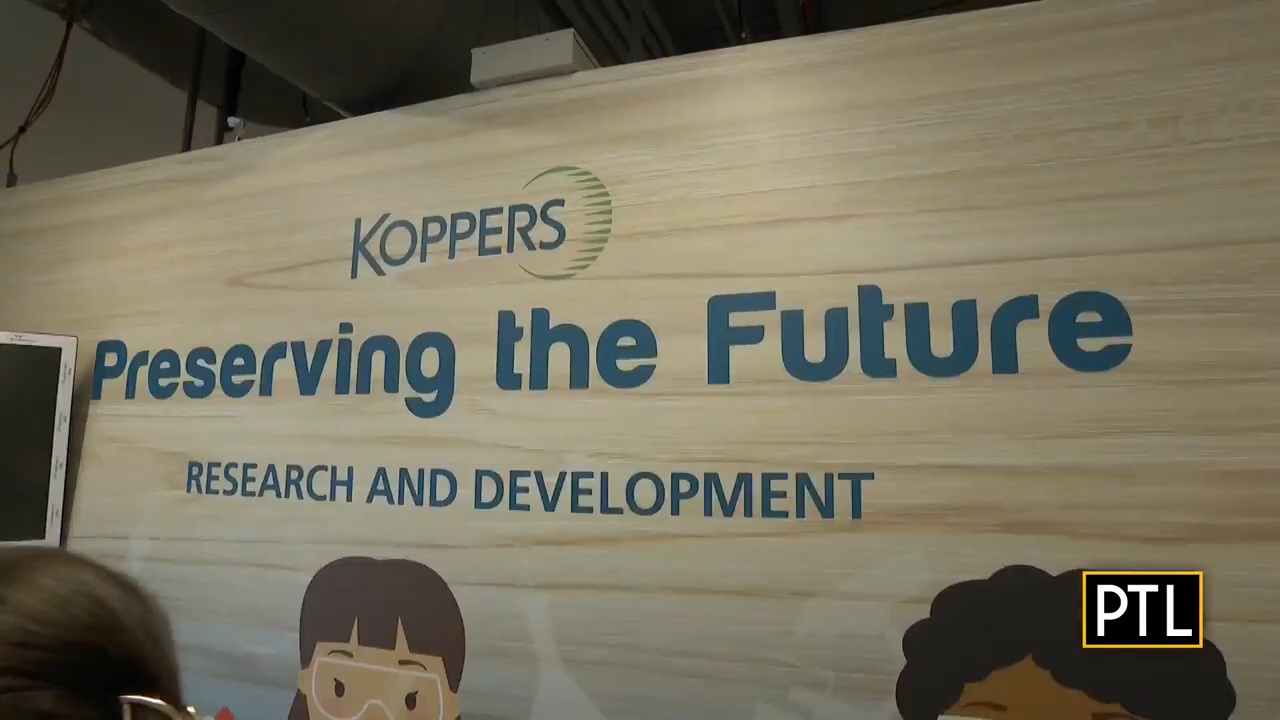 KOPPERS
Preserving the Future
RESEARCH AND DEVELOPMENT
PTL